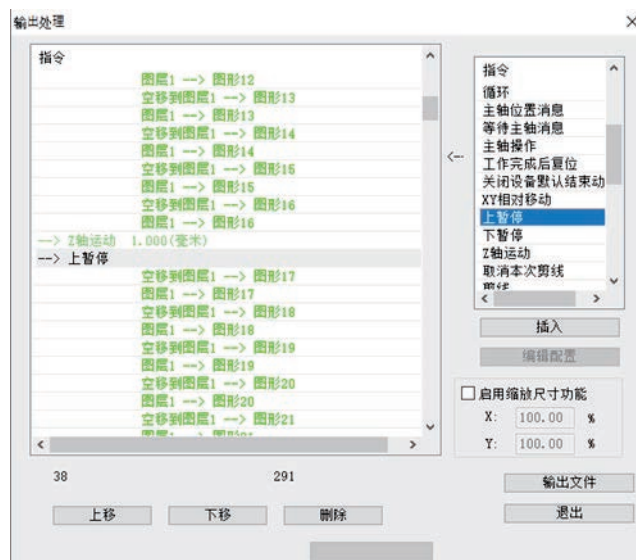 输出处理
指令
图层1 --> 图形12
空移到图层1 --> 图形13
图层1 --> 图形13
空移到图层1 --> 图形14
图层1 --> 图形14
空移到图层1 --> 图形15
图层1 --> 图形15
空移到图层1 --> 图形16
图层1 --> 图形16
--> Z轴运动 1.000(毫米)
--> 上暂停
空移到图层1 --> 图形17
图层1 --> 图形17
空移到图层1 --> 图形18
图层1 --> 图形18
空移到图层1 --> 图形19
图层1 --> 图形19
空移到图层1 --> 图形20
图层1 --> 图形20
空移到图层1 --> 图形21
38
291
上移
下移
删除
<--
指令
循环
主轴位置消息
等待主轴消息
主轴操作
工作完成后复位
关闭设备默认结束动
XY相对移动
上暂停
下暂停
Z轴运动
取消本次剪线
插入
编辑配置
启用缩放尺寸功能
X: 100.00 %
Y: 100.00 %
输出文件
退出